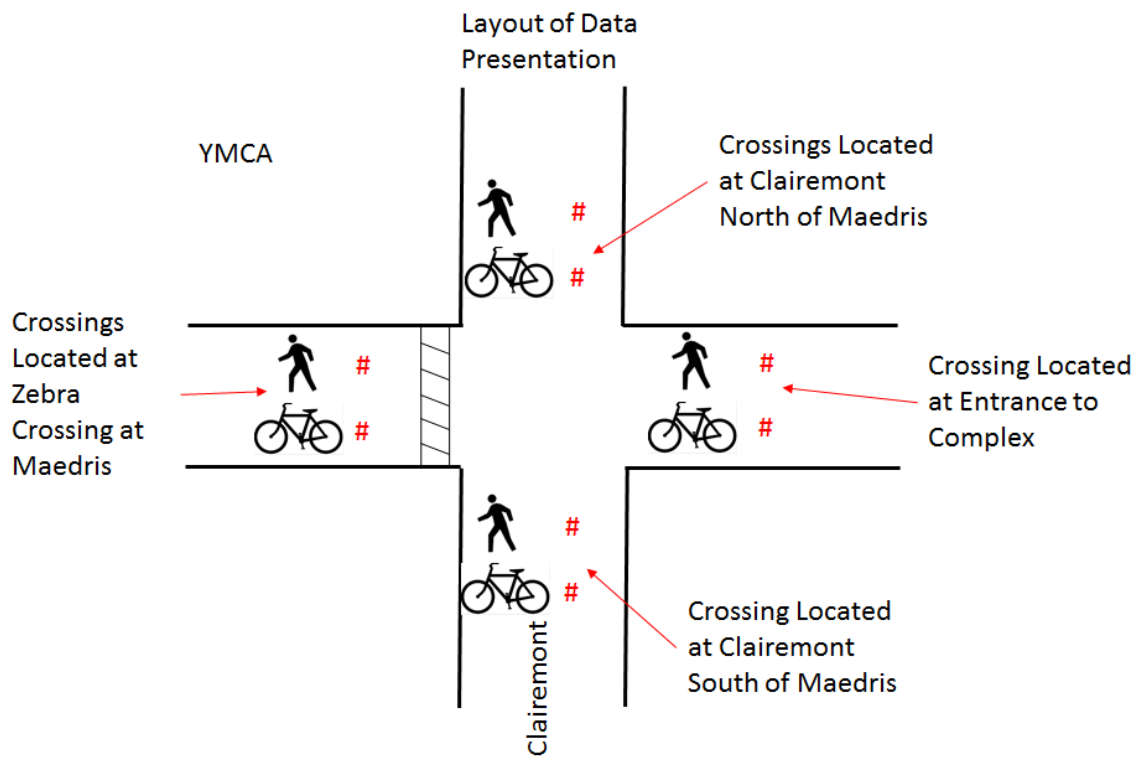 Layout of Data
Presentation
YMCA
Crossings Located
at Clairemont
North of Maedris
#
#
Crossings
Located at
Zebra
Crossing at
Maedris
#
#
#
#
Crossing Located
at Entrance to
Complex
#
#
Crossing Located
at Clairemont
South of Maedris
Clairemont